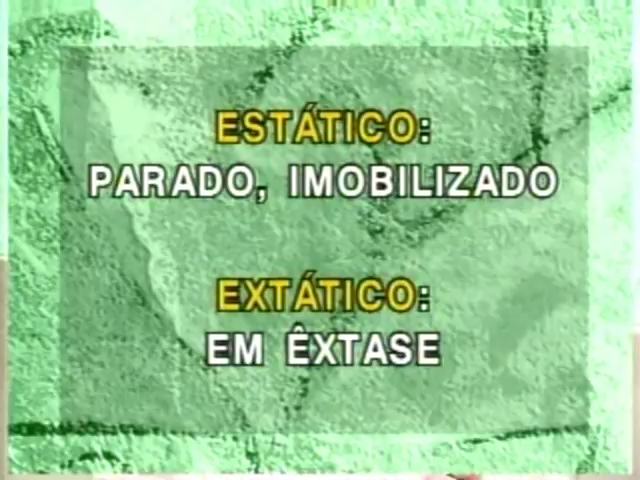 ESTÁTICO:
PARADO, IMOBILIZADO
EXTÁTICO:
EM ÊXTASE